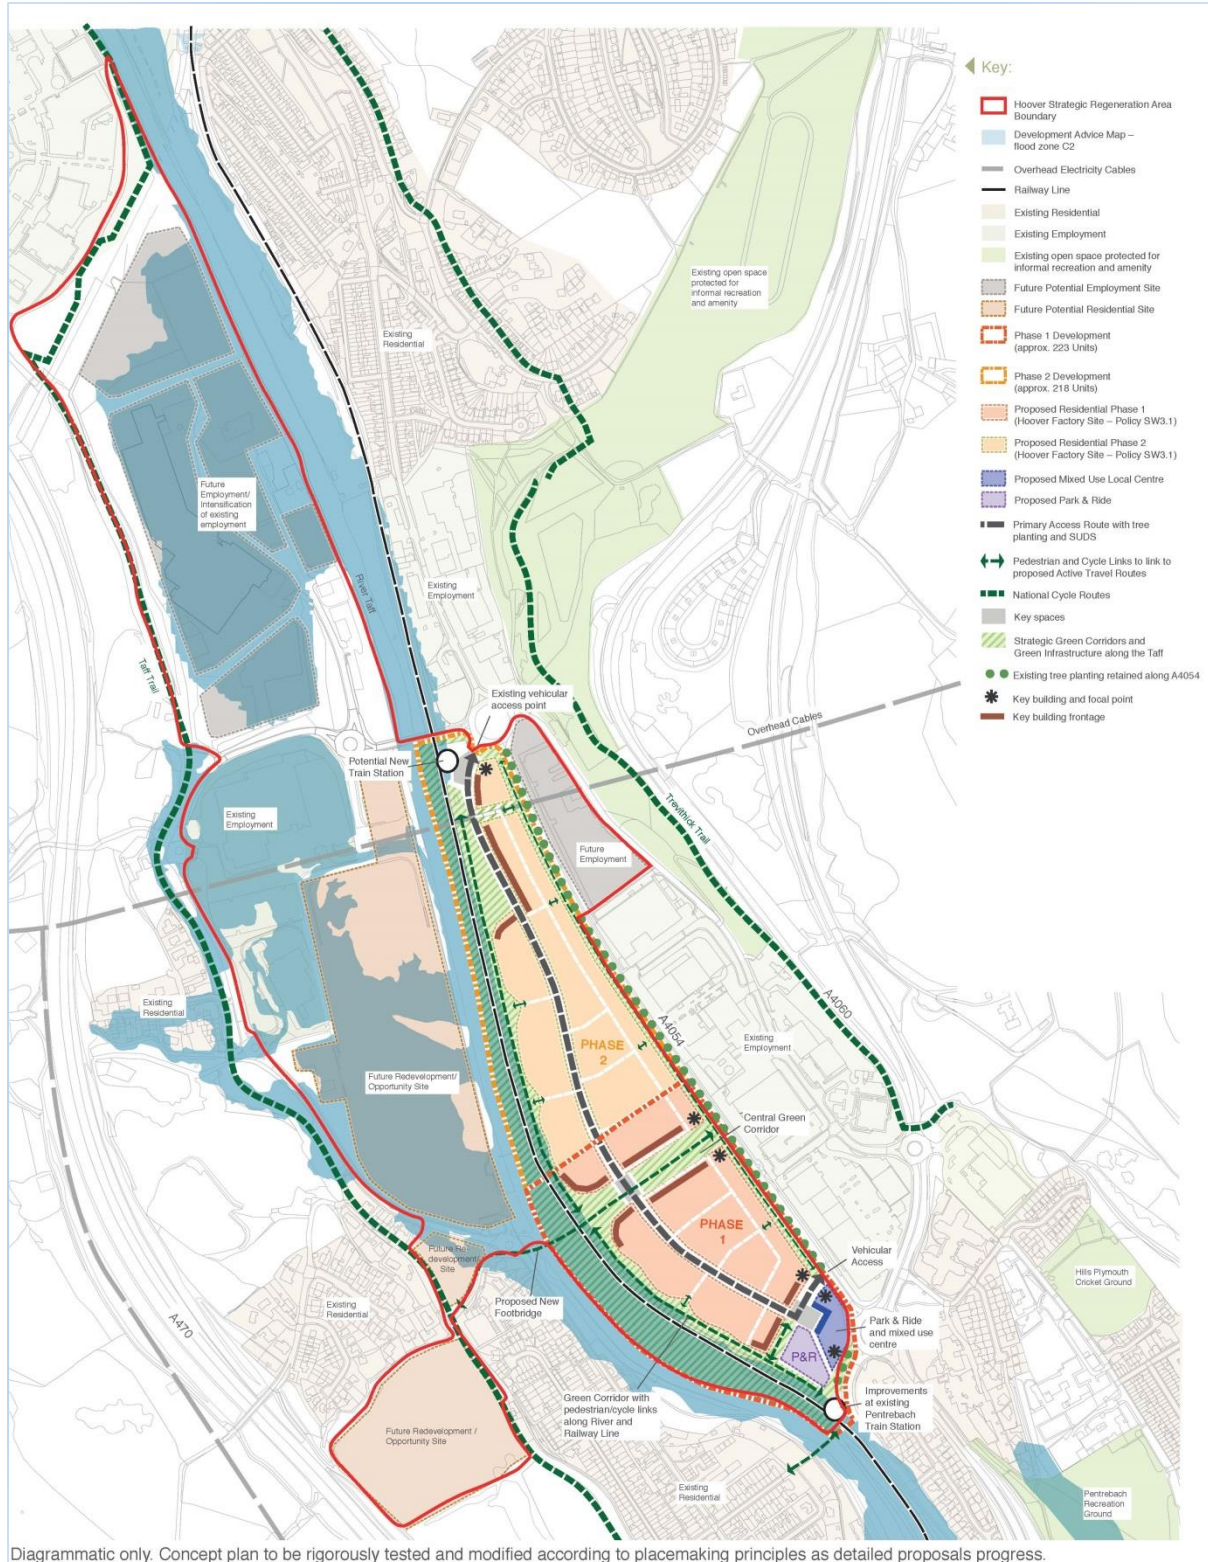 Key:
Hoover Strategic Regeneration Area
Boundary
Development Advice Map –
flood zone C2
Overhead Electricity Cables
Railway Line
Existing Residential
Existing Employment
Existing open space protected for
informal recreation and amenity
Future Potential Employment Site
Future Potential Residential Site
Phase 1 Development
(approx. 223 Units)
Phase 2 Development
(approx. 218 Units)
Proposed Residential Phase 1
(Hoover Factory Site – Policy SW3.1)
Proposed Residential Phase 2
(Hoover Factory Site – Policy SW3.1)
Proposed Mixed Use Local Centre
Proposed Park & Ride
Primary Access Route with tree
planting and SUDS
Pedestrian and Cycle Links to link to
proposed Active Travel Routes
National Cycle Routes
Key spaces
Strategic Green Corridors and
Green Infrastructure along the Taff
Existing tree planting retained along A4054
Key building and focal point
Key building frontage
Existing open space
protected for
informal recreation
and amenity
Existing
Residential
Future
Employment/
Intensification
of existing
employment
River Taff
Existing
Employment
Taff Trail
Existing vehicular
access point
Overhead Cables
Potential New
Train Station
Trevithick Trail
Existing
Employment
Future
Employment
A4060
Existing
Residential
A4054
Existing
Employment
PHASE
2
Future Redevelopment/
Opportunity Site
Central Green
Corridor
PHASE
1
Vehicular
Access
Future Re-
development/
Site
Hills Plymouth
Cricket Ground
Existing
Residential
Proposed New
Footbridge
A470
Park & Ride
and mixed use
centre
P&R
Green Corridor with
pedestrian/cycle links
along River and
Railway Line
Improvements
at existing
Pentrebach
Train Station
Future Redevelopment /
Opportunity Site
Existing
Residential
Pentrebach
Recreation
Ground
Diagrammatic only. Concept plan to be rigorously tested and modified according to placemaking principles as detailed proposals progress.